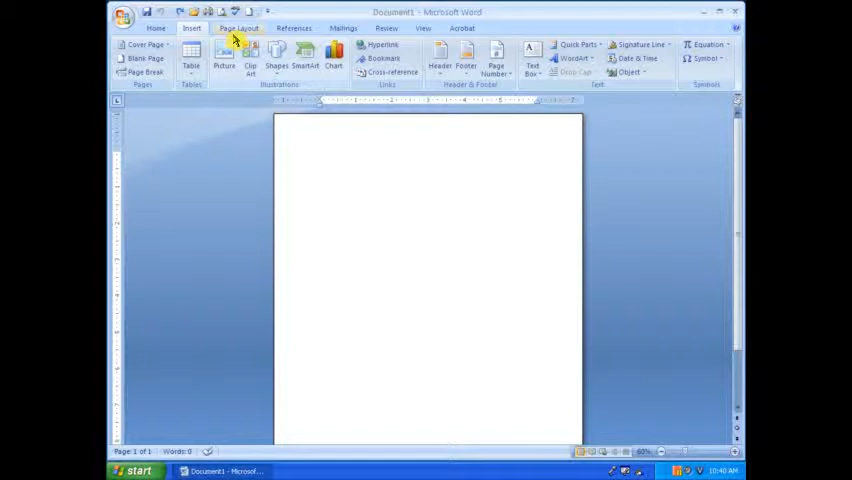 Document1 - Microsoft Word
Home Insert Page Layout References Mailings Review View Acrobat
Cover Page
Blank Page
Page Break
Pages
Table
Tables
Picture
Clip Art
Shapes
SmartArt
Chart
Illustrations
Hyperlink
Bookmark
Cross-reference
Links
Header
Footer
Page Number
Header & Footer
Text Box
Quick Parts
WordArt
Drop Cap
Signature Line
Date & Time
Object
Text
Equation
Symbol
Symbols
Page: 1 of 1 Words: 0 60%
start Document1 - Microsof... 10:40 AM